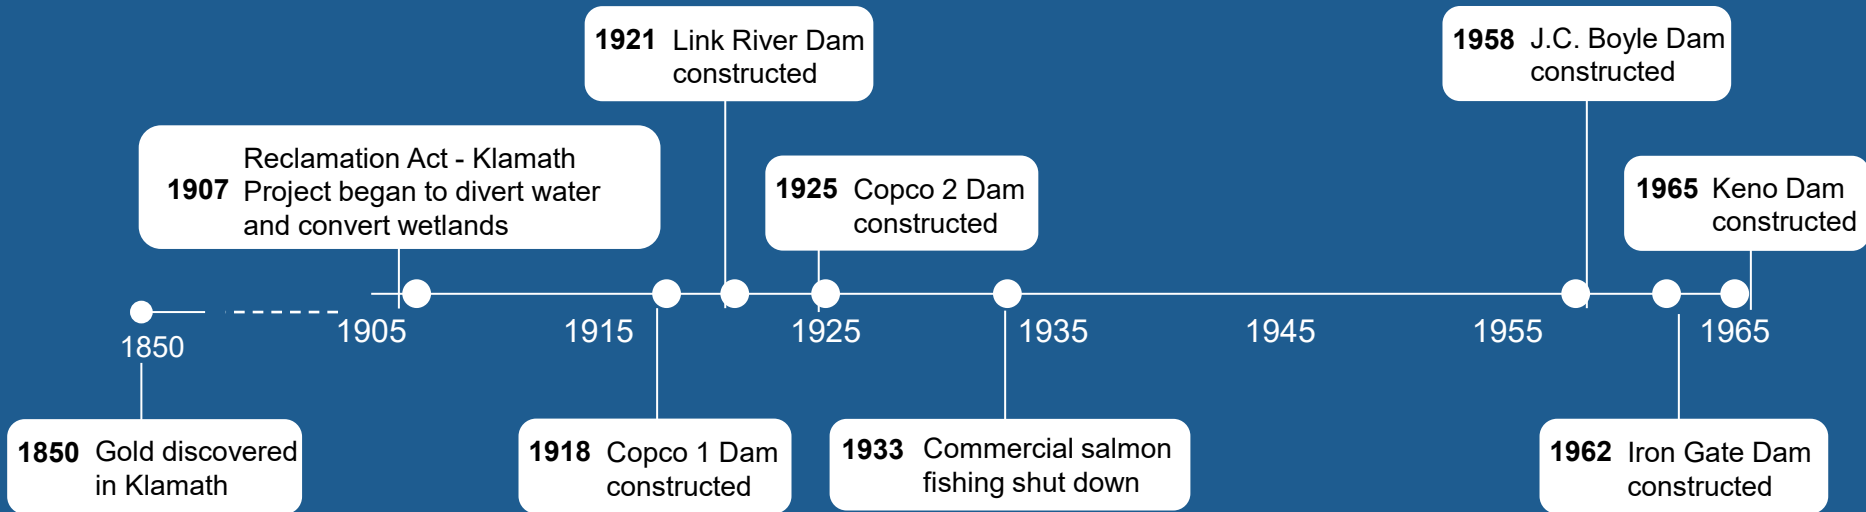 1921 Link River Dam
constructed
1958 J.C. Boyle Dam
constructed
Reclamation Act - Klamath
1907 Project began to divert water
and convert wetlands
1925 Copco 2 Dam
constructed
1965 Keno Dam
constructed
1850
1905 1915 1925 1935 1945 1955 1965
1850 Gold discovered
in Klamath
1918 Copco 1 Dam
constructed
1933 Commercial salmon
fishing shut down
1962 Iron Gate Dam
constructed